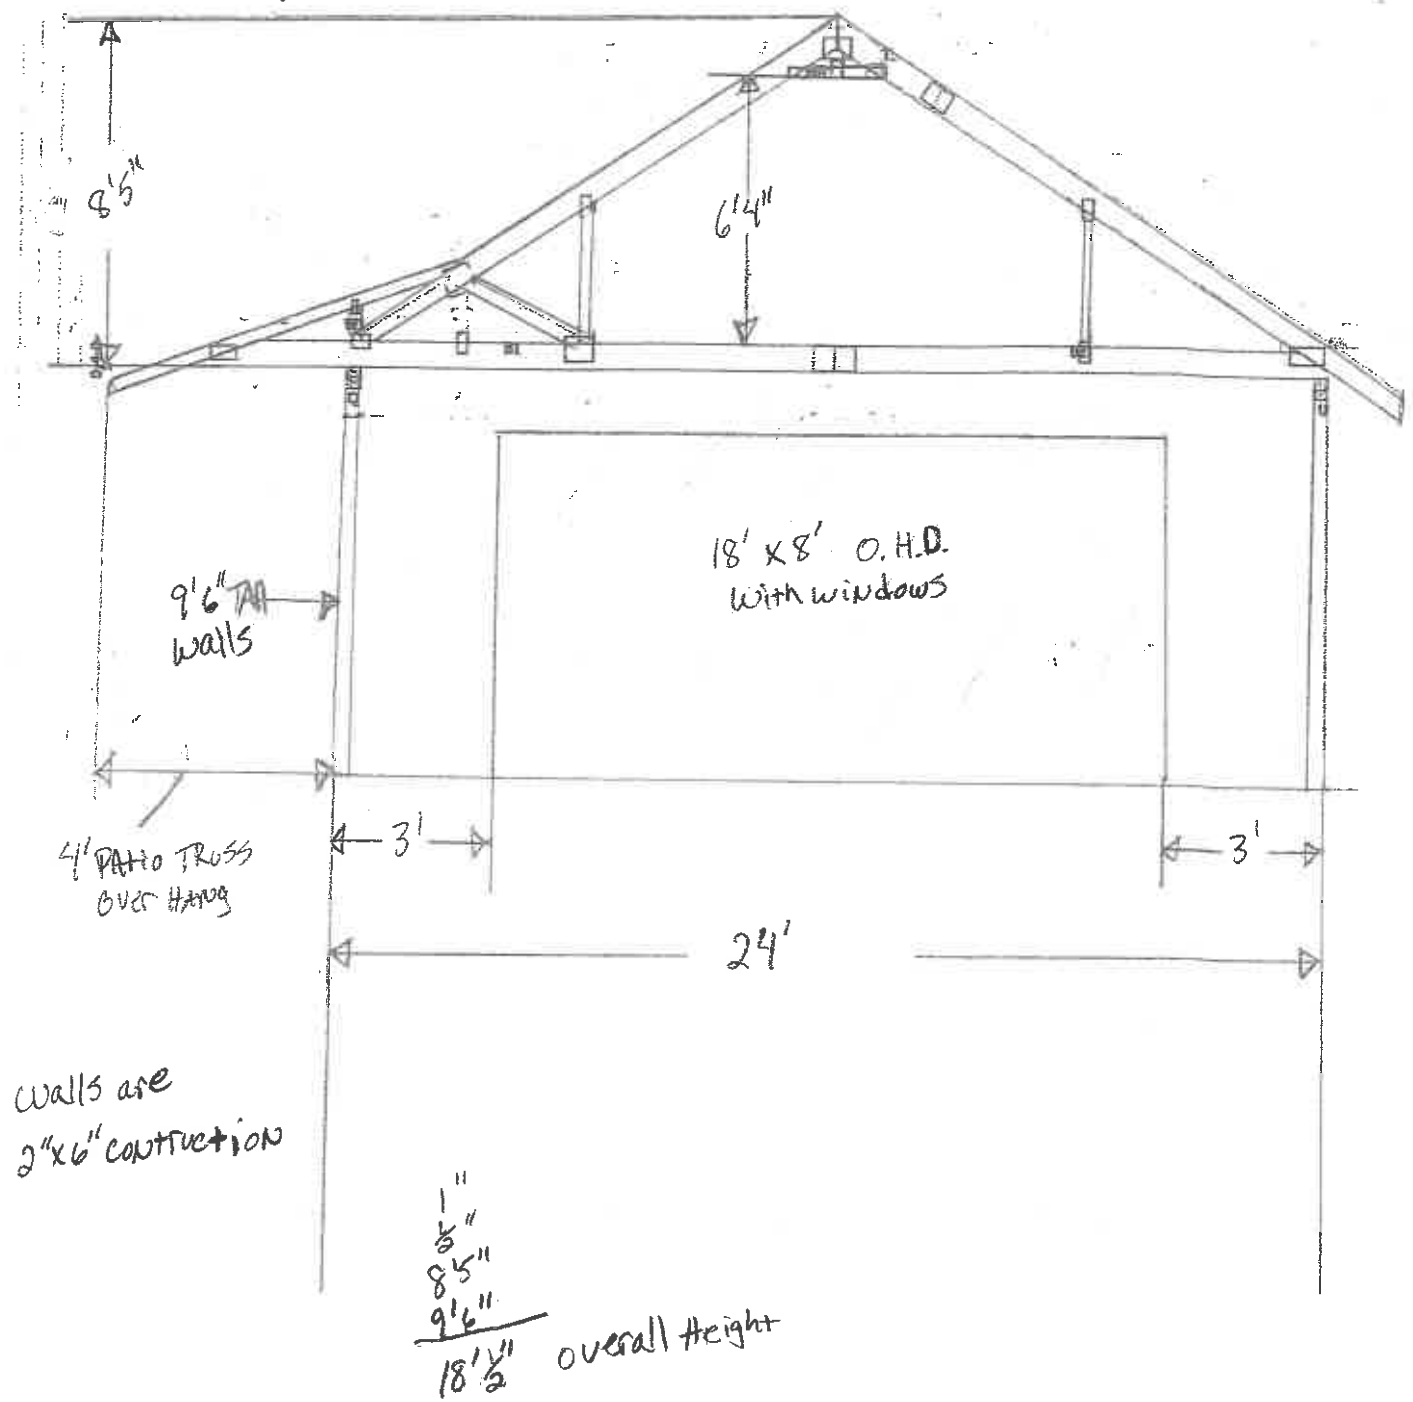 8'5"
6'4"
18' x 8' O.H.D.
with windows
9'6" TAll
walls
4' PAtio TRUSS
over Hang
3'
3'
24'
walls are
2"x6" contruction
1"
½"
8'5"
9'6"
18'½" overall Height